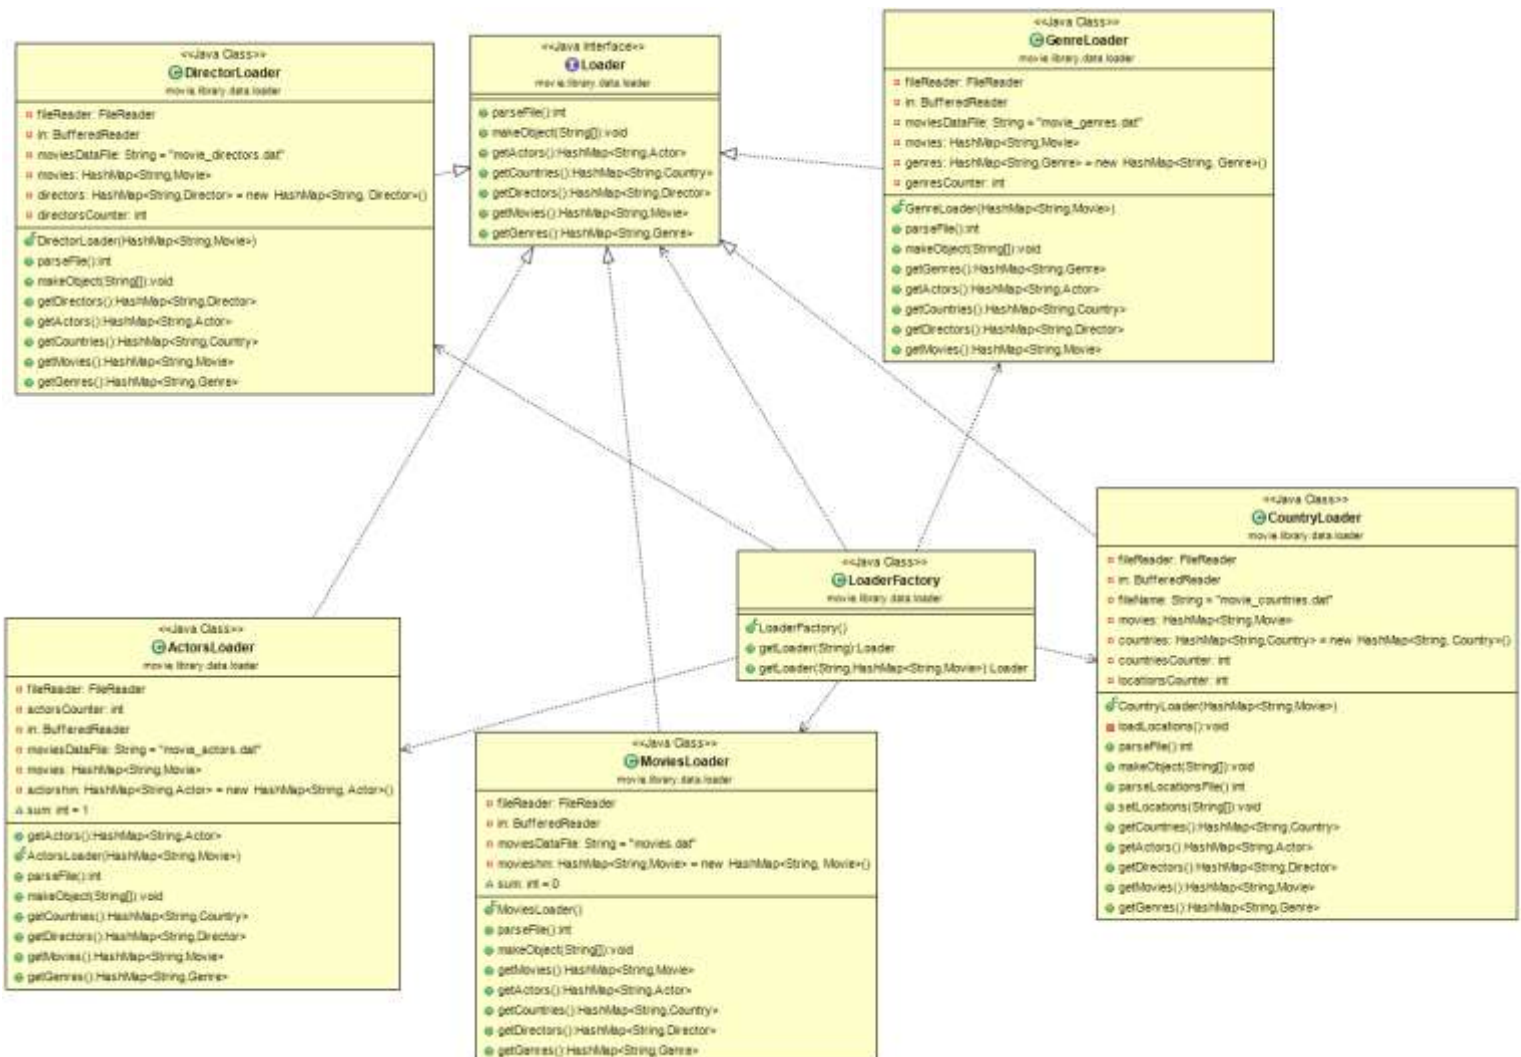 <<Java Class>>
DirectorLoader
movie.library.data.loader
fileReader: FileReader
in: BufferedReader
moviesDataFile: String = "movie_directors.dat"
movies: HashMap<String,Movie>
directors: HashMap<String,Director> = new HashMap<String, Director>()
directorsCounter: int
DirectorLoader(HashMap<String,Movie>)
parseFile():int
makeObject(String[]):void
getDirectors():HashMap<String,Director>
getActors():HashMap<String,Actor>
getCountries():HashMap<String,Country>
getMovies():HashMap<String,Movie>
getGenres():HashMap<String,Genre>
<<Java Interface>>
Loader
movie.library.data.loader
parseFile():int
makeObject(String[]):void
getActors():HashMap<String,Actor>
getCountries():HashMap<String,Country>
getDirectors():HashMap<String,Director>
getMovies():HashMap<String,Movie>
getGenres():HashMap<String,Genre>
<<Java Class>>
GenreLoader
movie.library.data.loader
fileReader: FileReader
in: BufferedReader
moviesDataFile: String = "movie_genres.dat"
movies: HashMap<String,Movie>
genres: HashMap<String,Genre> = new HashMap<String, Genre>()
genresCounter: int
GenreLoader(HashMap<String,Movie>)
parseFile():int
makeObject(String[]):void
getGenres():HashMap<String,Genre>
getActors():HashMap<String,Actor>
getCountries():HashMap<String,Country>
getDirectors():HashMap<String,Director>
getMovies():HashMap<String,Movie>
<<Java Class>>
LoaderFactory
movie.library.data.loader
LoaderFactory()
getLoader(String):Loader
getLoader(String,HashMap<String,Movie>):Loader
<<Java Class>>
CountryLoader
movie.library.data.loader
fileReader: FileReader
in: BufferedReader
fileName: String = "movie_countries.dat"
movies: HashMap<String,Movie>
countries: HashMap<String,Country> = new HashMap<String, Country>()
countriesCounter: int
locationsCounter: int
CountryLoader(HashMap<String,Movie>)
loadLocations():void
parseFile():int
makeObject(String[]):void
parseLocationsFile():int
setLocations(String[]):void
getCountries():HashMap<String,Country>
getActors():HashMap<String,Actor>
getDirectors():HashMap<String,Director>
getMovies():HashMap<String,Movie>
getGenres():HashMap<String,Genre>
<<Java Class>>
ActorsLoader
movie.library.data.loader
fileReader: FileReader
actorsCounter: int
in: BufferedReader
moviesDataFile: String = "movie_actors.dat"
movies: HashMap<String,Movie>
actorshm: HashMap<String,Actor> = new HashMap<String, Actor>()
sum: int = 1
getActors():HashMap<String,Actor>
ActorsLoader(HashMap<String,Movie>)
parseFile():int
makeObject(String[]):void
getCountries():HashMap<String,Country>
getDirectors():HashMap<String,Director>
getMovies():HashMap<String,Movie>
getGenres():HashMap<String,Genre>
<<Java Class>>
MoviesLoader
movie.library.data.loader
fileReader: FileReader
in: BufferedReader
moviesDataFile: String = "movies.dat"
movieshm: HashMap<String,Movie> = new HashMap<String, Movie>()
sum: int = 0
MoviesLoader()
parseFile():int
makeObject(String[]):void
getMovies():HashMap<String,Movie>
getActors():HashMap<String,Actor>
getCountries():HashMap<String,Country>
getDirectors():HashMap<String,Director>
getGenres():HashMap<String,Genre>